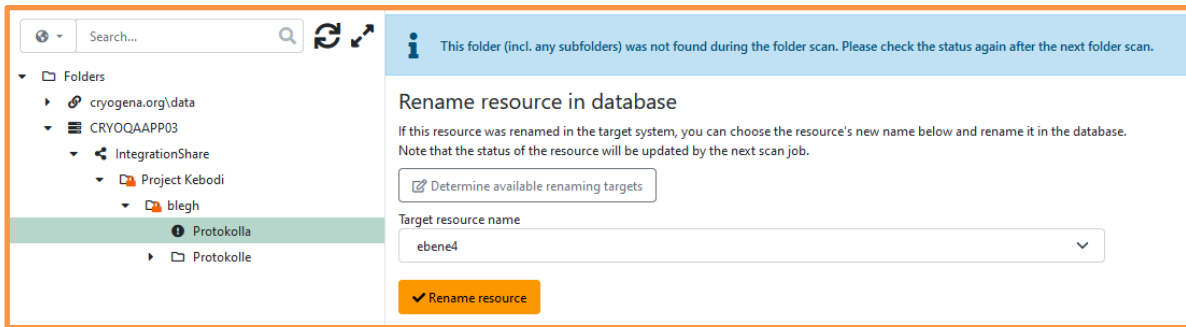 Search...
Folders
cryogena.org\data
CRYOQAAPP03
IntegrationShare
Project Kebodi
blegh
Protokolla
Protokolle
This folder (incl. any subfolders) was not found during the folder scan. Please check the status again after the next folder scan.
Rename resource in database
If this resource was renamed in the target system, you can choose the resource's new name below and rename it in the database.
Note that the status of the resource will be updated by the next scan job.
Determine available renaming targets
Target resource name
ebene4
Rename resource